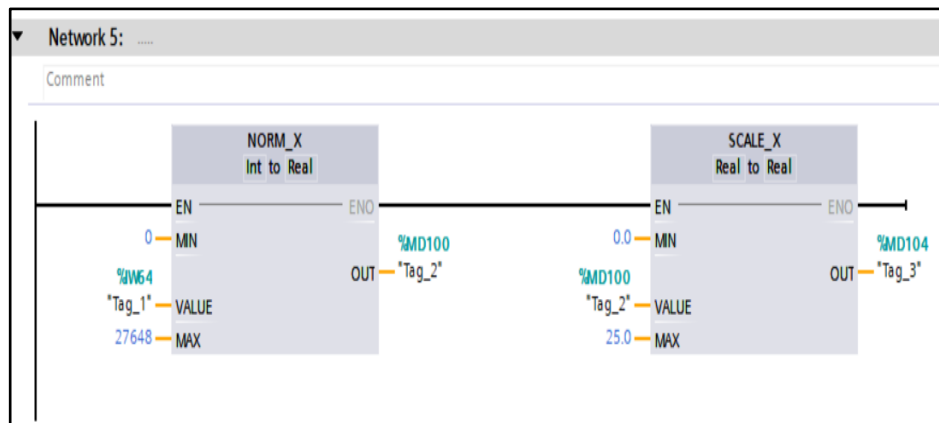 Network 5: .....
Comment
NORM_X
Int to Real
EN ENO
0 MIN
%MD100
OUT "Tag_2"
%IW64
"Tag_1" VALUE
27648 MAX
SCALE_X
Real to Real
EN ENO
0.0 MIN
%MD104
OUT "Tag_3"
%MD100
"Tag_2" VALUE
25.0 MAX